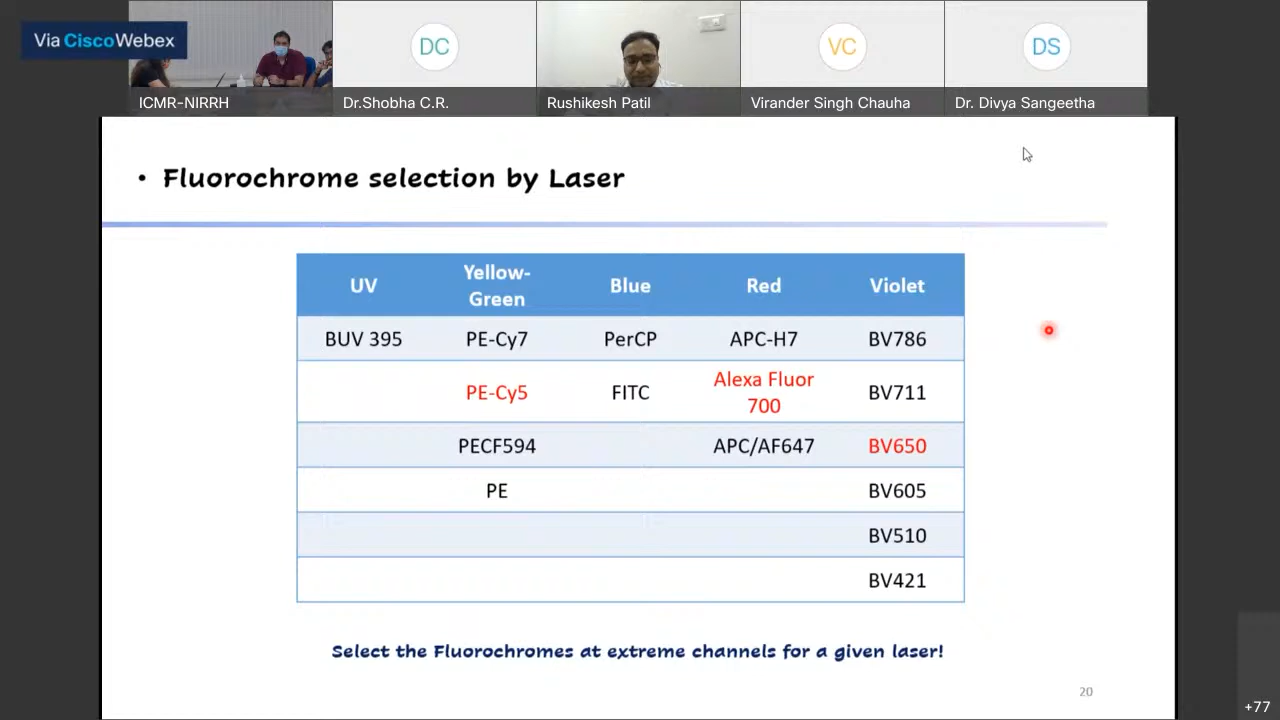 Via CiscoWebex
DC
VC
DS
ICMR-NIRRH
Dr.Shobha C.R.
Rushikesh Patil
Virander Singh Chauha
Dr. Divya Sangeetha
• Fluorochrome selection by Laser
UV
Yellow-
Green
Blue
Red
Violet
BUV 395
PE-Cy7
PerCP
APC-H7
BV786
PE-Cy5
FITC
Alexa Fluor
700
BV711
PECF594
APC/AF647
BV650
PE
BV605
BV510
BV421
Select the Fluorochromes at extreme channels for a given laser!
20
+77